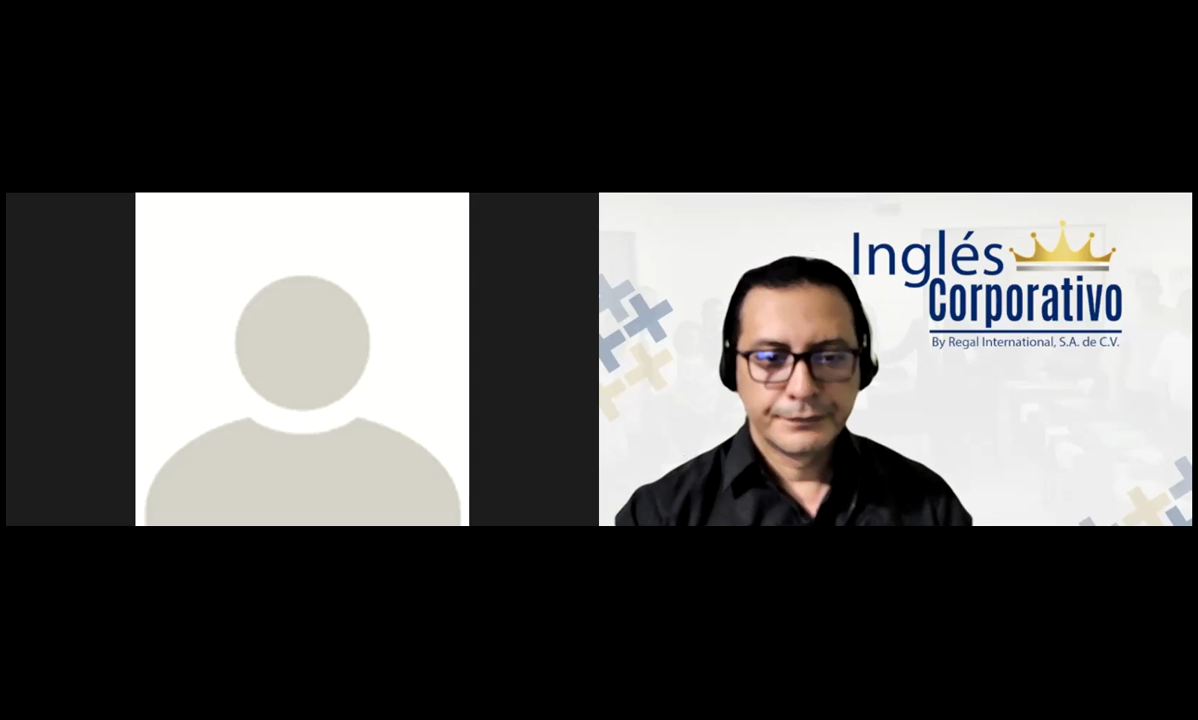 Inglés
Corporativo
By Regal International, S.A. de C.V.